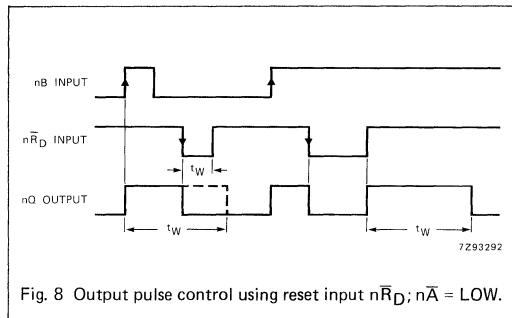 nB INPUT
nR̅D INPUT
tW
nQ OUTPUT
tW
tW
7Z93292
Fig. 8 Output pulse control using reset input nR̅D; nA̅ = LOW.